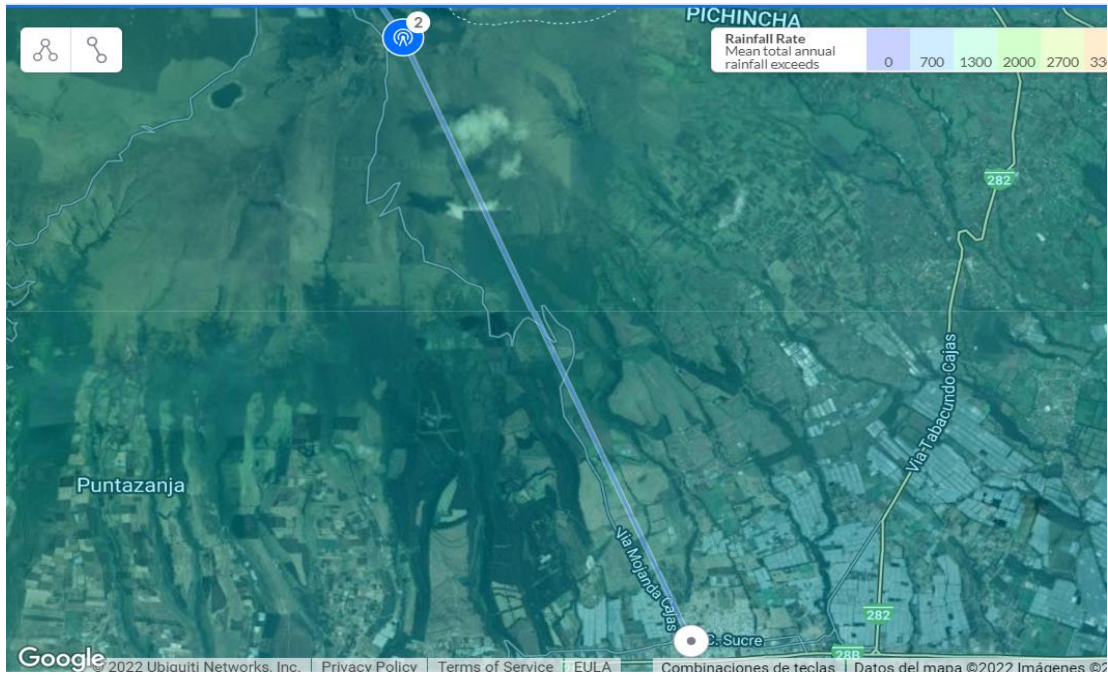 2
PICHINCHA
Rainfall Rate
Mean total annual
rainfall exceeds
0 700 1300 2000 2700
282
Via Tabacundo Cajas
Puntazanja
Via Mojanda Cajas
282
C. Sucre
28B
Google
©2022 Ubiquiti Networks, Inc. Privacy Policy Terms of Service EULA Combinaciones de teclas Datos del mapa ©2022 Imágenes